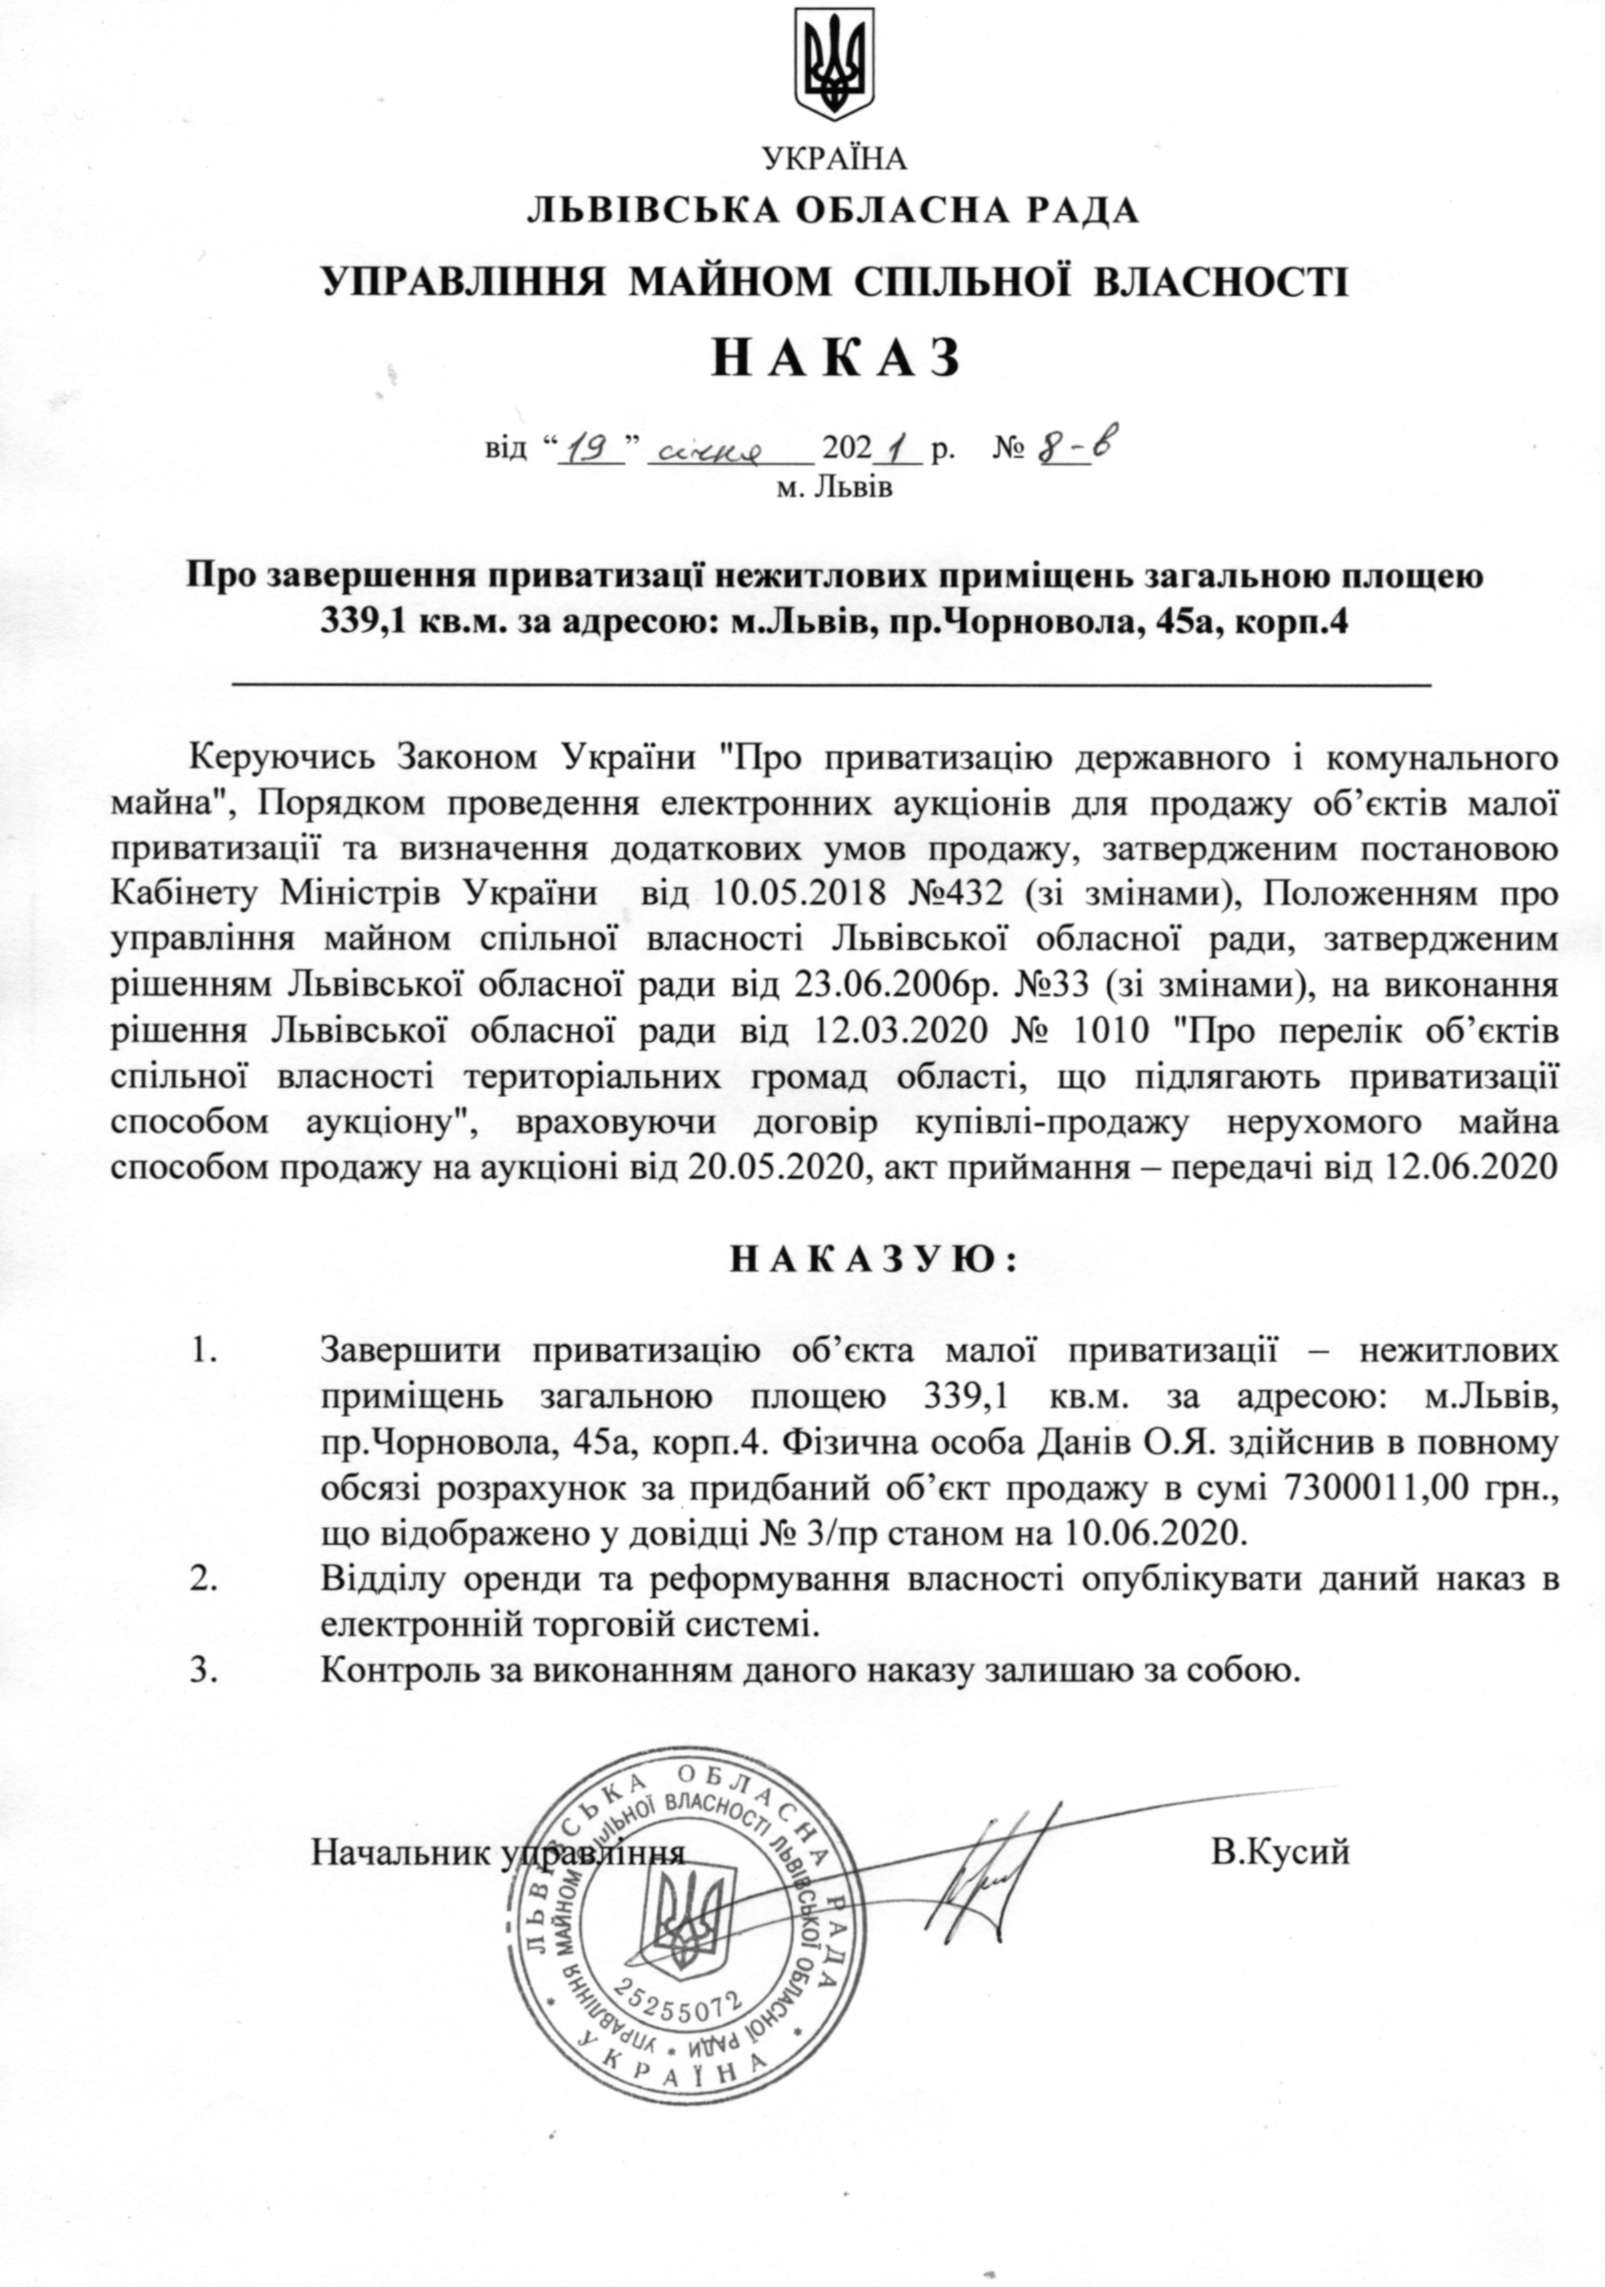 УКРАЇНА
ЛЬВІВСЬКА ОБЛАСНА РАДА
УПРАВЛІННЯ МАЙНОМ СПІЛЬНОЇ ВЛАСНОСТІ
Н А К А З
від “ 19 ” січня 2021 р. № 8-в
м. Львів
Про завершення приватизацї нежитлових приміщень загальною площею
339,1 кв.м. за адресою: м.Львів, пр.Чорновола, 45а, корп.4
Керуючись Законом України "Про приватизацію державного і комунального
майна", Порядком проведення електронних аукціонів для продажу об’єктів малої
приватизації та визначення додаткових умов продажу, затвердженим постановою
Кабінету Міністрів України від 10.05.2018 №432 (зі змінами), Положенням про
управління майном спільної власності Львівської обласної ради, затвердженим
рішенням Львівської обласної ради від 23.06.2006р. №33 (зі змінами), на виконання
рішення Львівської обласної ради від 12.03.2020 № 1010 "Про перелік об’єктів
спільної власності територіальних громад області, що підлягають приватизації
способом аукціону", враховуючи договір купівлі-продажу нерухомого майна
способом продажу на аукціоні від 20.05.2020, акт приймання – передачі від 12.06.2020
Н А К А З У Ю :
1. Завершити приватизацію об’єкта малої приватизації – нежитлових
приміщень загальною площею 339,1 кв.м. за адресою: м.Львів,
пр.Чорновола, 45а, корп.4. Фізична особа Данів О.Я. здійснив в повному
обсязі розрахунок за придбаний об’єкт продажу в сумі 7300011,00 грн.,
що відображено у довідці № 3/пр станом на 10.06.2020.
2. Відділу оренди та реформування власності опублікувати даний наказ в
електронній торговій системі.
3. Контроль за виконанням даного наказу залишаю за собою.
Начальник управління В.Кусий
ЛЬВІВСЬКА ОБЛАСНА РАДА
* УКРАЇНА *
УПРАВЛІННЯ МАЙНОМ СПІЛЬНОЇ ВЛАСНОСТІ ЛЬВІВСЬКОЇ ОБЛАСНОЇ РАДИ *
25255072